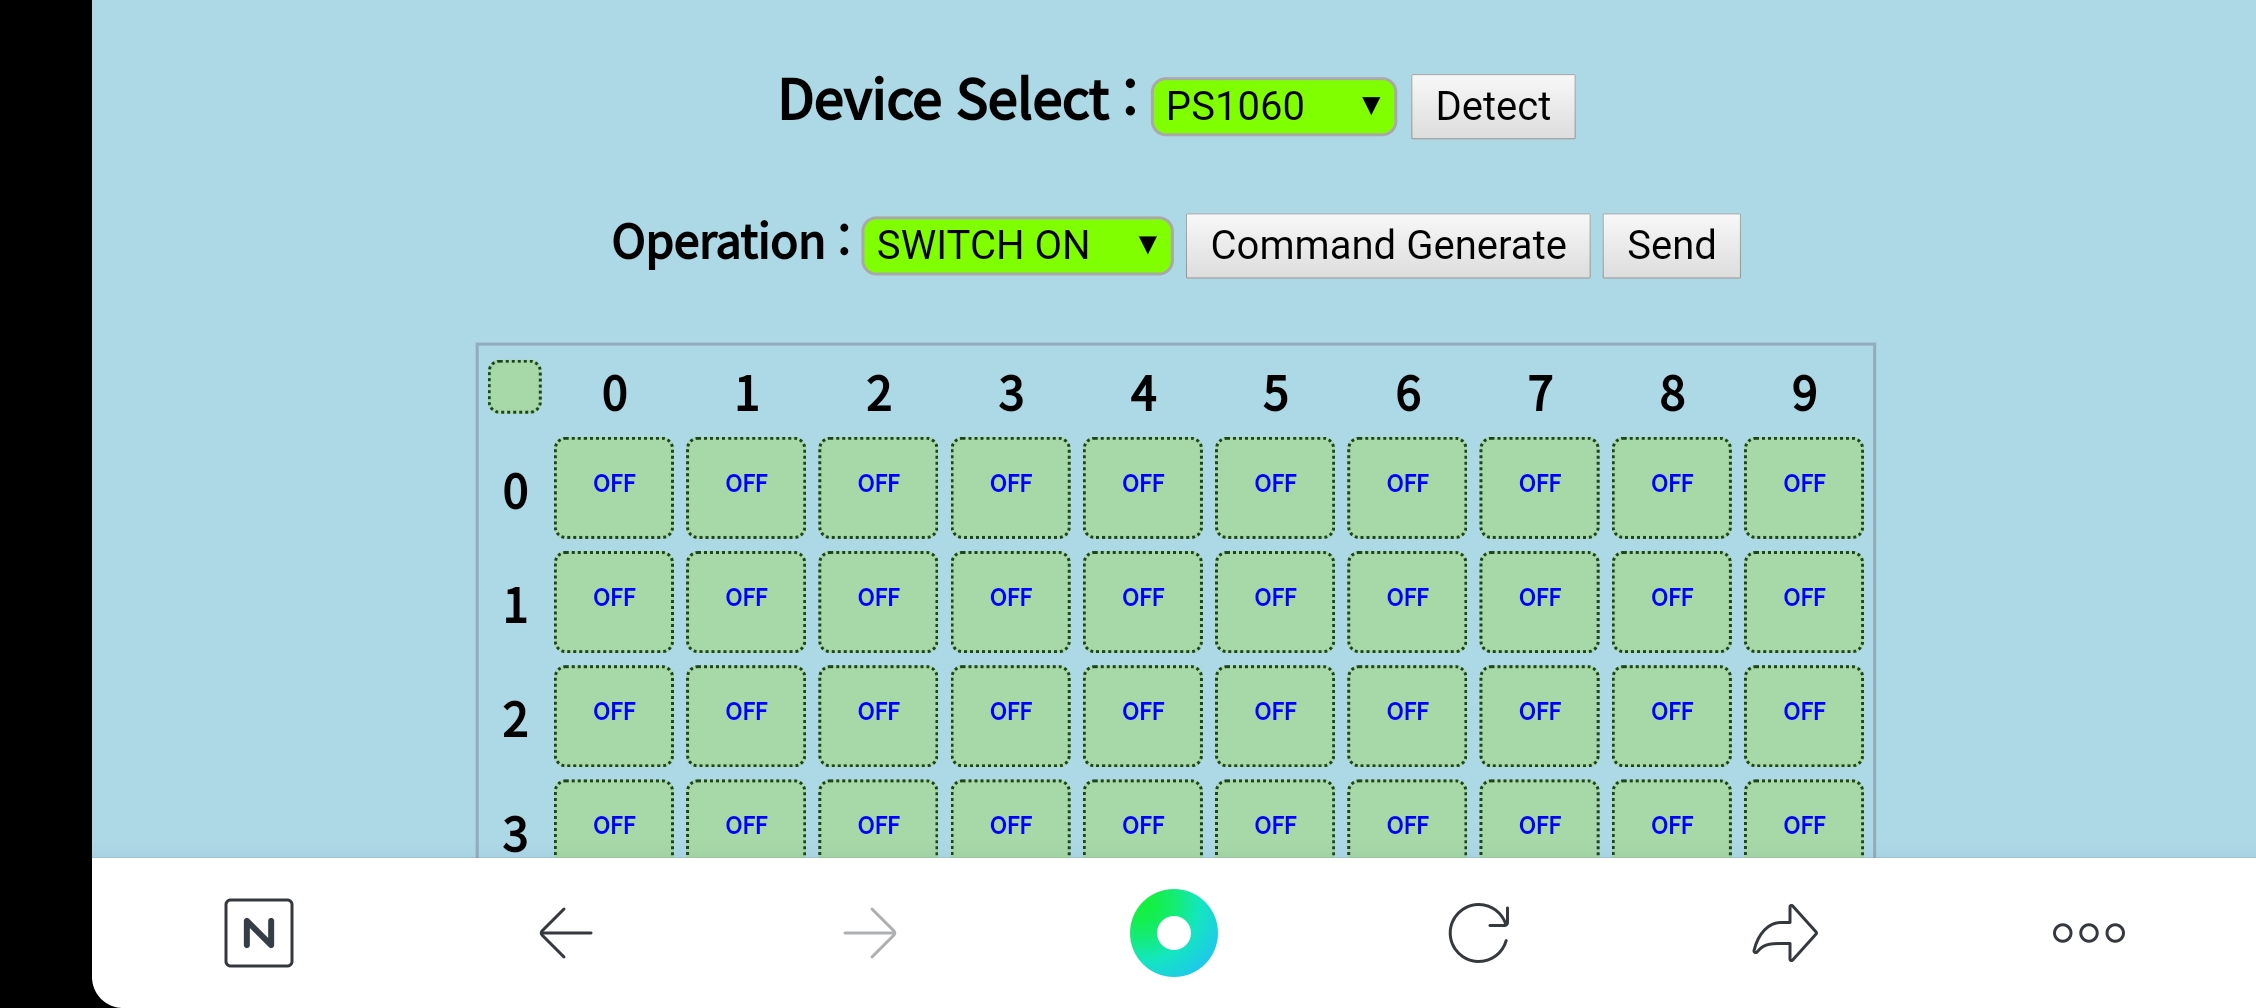 Device Select : PS1060 ▼ Detect
Operation : SWITCH ON ▼ Command Generate Send
0 1 2 3 4 5 6 7 8 9
0 OFF OFF OFF OFF OFF OFF OFF OFF OFF OFF
1 OFF OFF OFF OFF OFF OFF OFF OFF OFF OFF
2 OFF OFF OFF OFF OFF OFF OFF OFF OFF OFF
3 OFF OFF OFF OFF OFF OFF OFF OFF OFF OFF
N